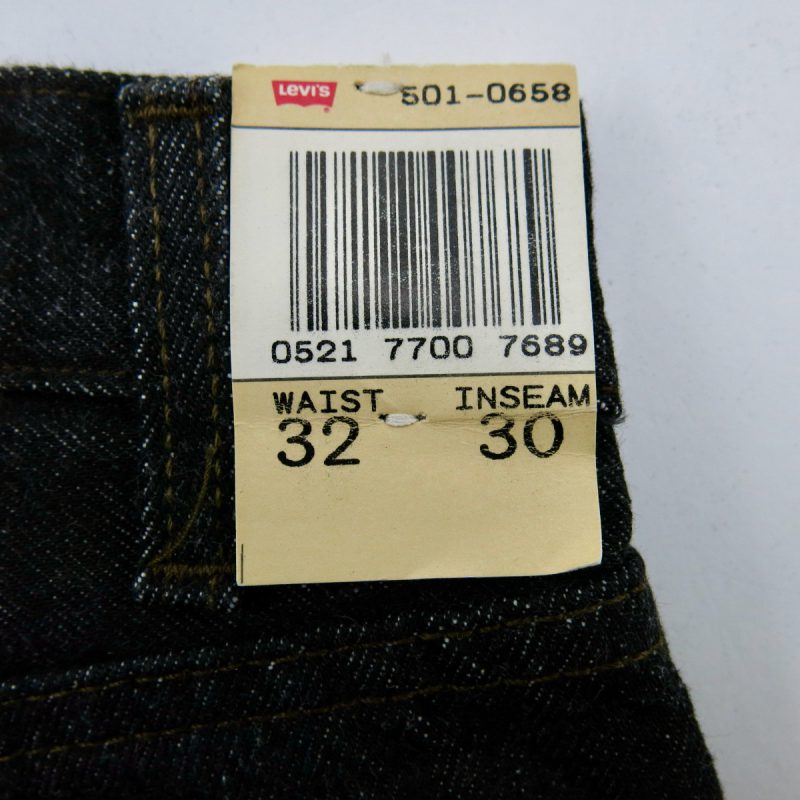 Levi's
501-0658
0521 7700 7689
WAIST INSEAM
32 30